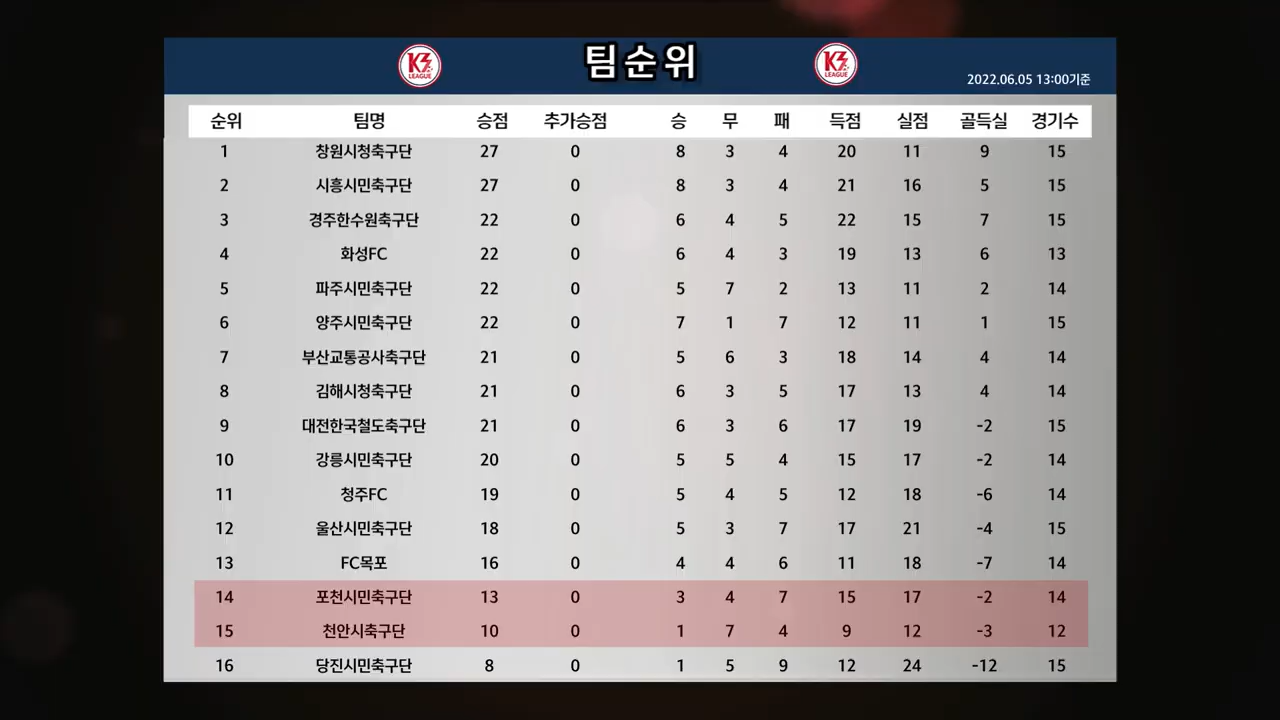 K3 LEAGUE 팀순위 K3 LEAGUE
2022.06.05 13:00기준
순위 팀명 승점 추가승점 승 무 패 득점 실점 골득실 경기수
1 창원시청축구단 27 0 8 3 4 20 11 9 15
2 시흥시민축구단 27 0 8 3 4 21 16 5 15
3 경주한수원축구단 22 0 6 4 5 22 15 7 15
4 화성FC 22 0 6 4 3 19 13 6 13
5 파주시민축구단 22 0 5 7 2 13 11 2 14
6 양주시민축구단 22 0 7 1 7 12 11 1 15
7 부산교통공사축구단 21 0 5 6 3 18 14 4 14
8 김해시청축구단 21 0 6 3 5 17 13 4 14
9 대전한국철도축구단 21 0 6 3 6 17 19 -2 15
10 강릉시민축구단 20 0 5 5 4 15 17 -2 14
11 청주FC 19 0 5 4 5 12 18 -6 14
12 울산시민축구단 18 0 5 3 7 17 21 -4 15
13 FC목포 16 0 4 4 6 11 18 -7 14
14 포천시민축구단 13 0 3 4 7 15 17 -2 14
15 천안시축구단 10 0 1 7 4 9 12 -3 12
16 당진시민축구단 8 0 1 5 9 12 24 -12 15